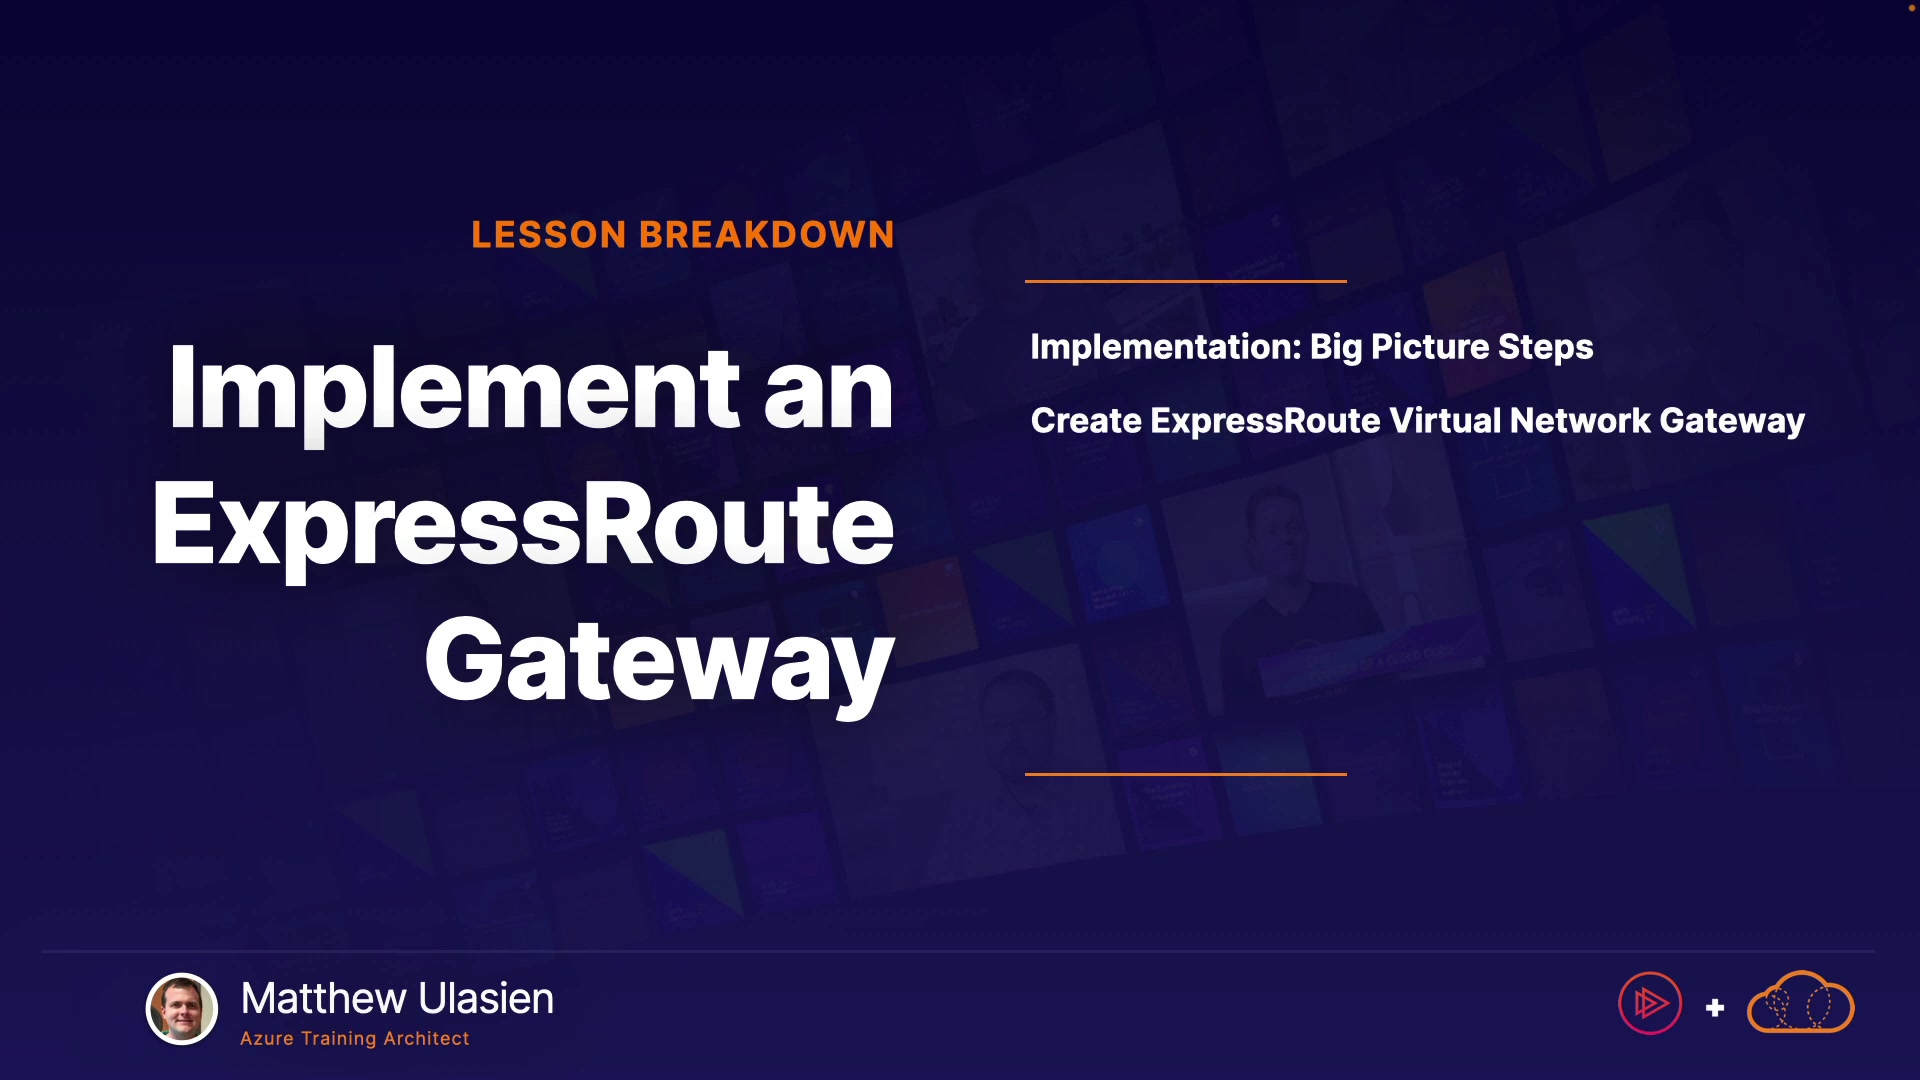 LESSON BREAKDOWN
Implement an
ExpressRoute
Gateway
Implementation: Big Picture Steps
Create ExpressRoute Virtual Network Gateway
Matthew Ulasien
Azure Training Architect
+